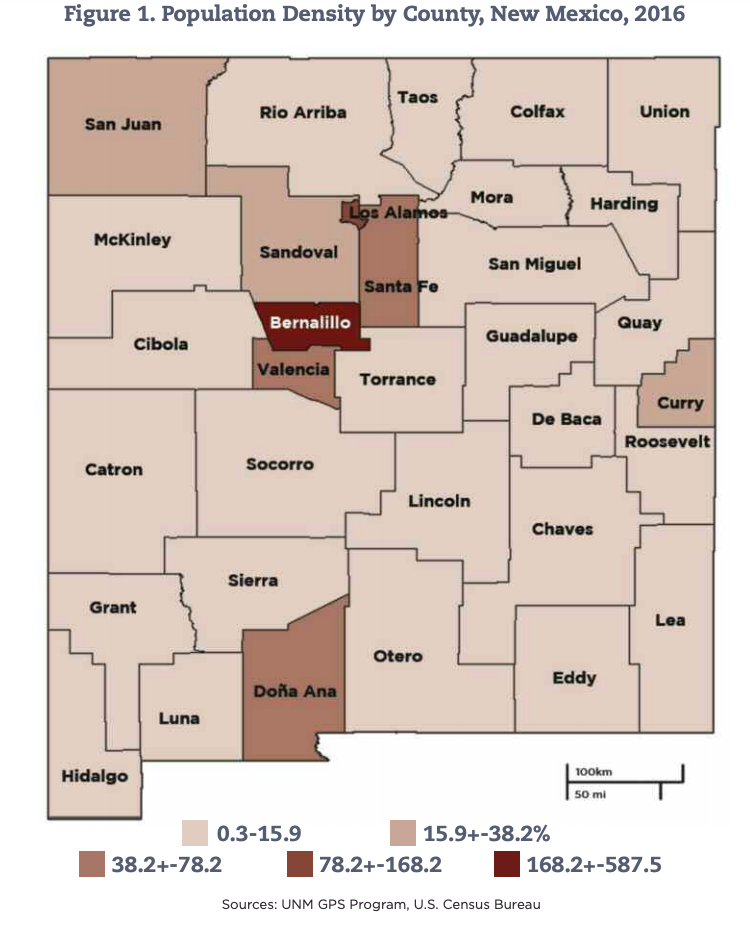 Figure 1. Population Density by County, New Mexico, 2016
San Juan
Rio Arriba
Taos
Colfax
Union
Mora
Harding
Los Alamos
McKinley
Sandoval
San Miguel
Santa Fe
Bernalillo
Quay
Guadalupe
Cibola
Valencia
Torrance
Curry
De Baca
Roosevelt
Catron
Socorro
Lincoln
Chaves
Sierra
Grant
Lea
Otero
Eddy
Doña Ana
Luna
Hidalgo
100km
50 mi
0.3-15.9
15.9+-38.2%
38.2+-78.2
78.2+-168.2
168.2+-587.5
Sources: UNM GPS Program, U.S. Census Bureau